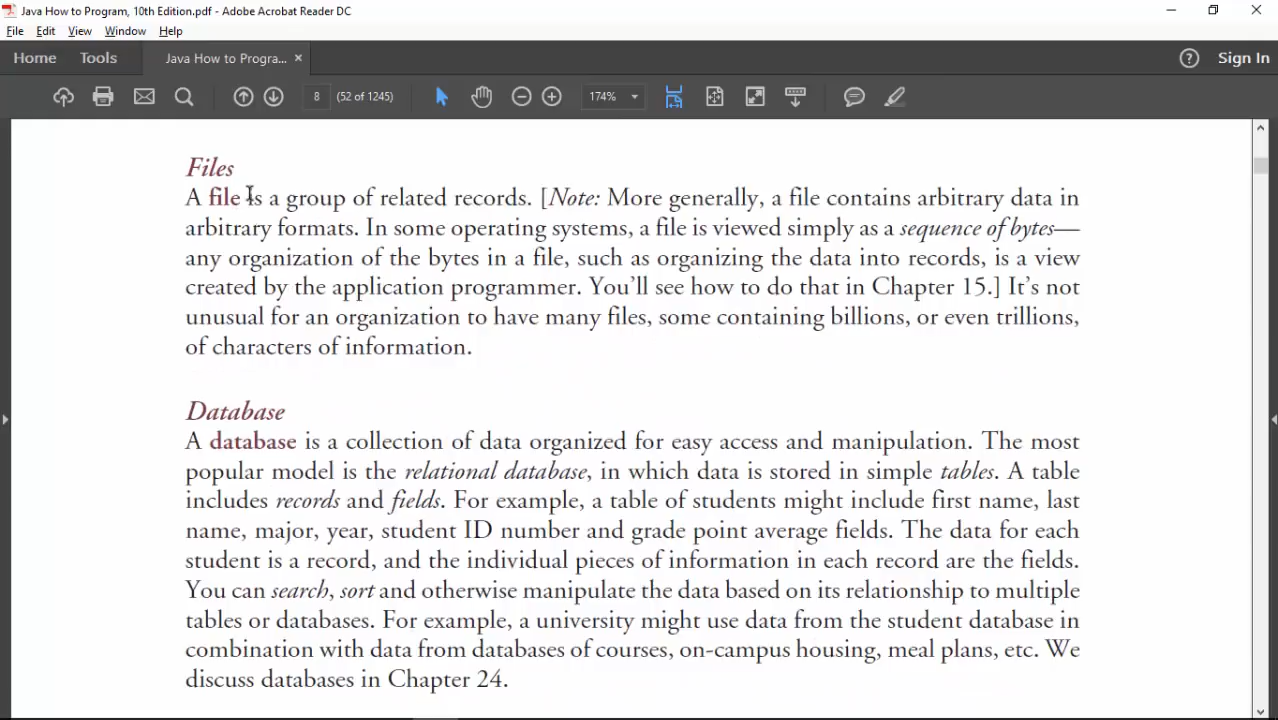 Java How to Program, 10th Edition.pdf - Adobe Acrobat Reader DC
File Edit View Window Help
Home Tools Java How to Progra... × Sign In
8 (52 of 1245) 174%
Files
A file is a group of related records. [Note: More generally, a file contains arbitrary data in
arbitrary formats. In some operating systems, a file is viewed simply as a sequence of bytes—
any organization of the bytes in a file, such as organizing the data into records, is a view
created by the application programmer. You’ll see how to do that in Chapter 15.] It’s not
unusual for an organization to have many files, some containing billions, or even trillions,
of characters of information.
Database
A database is a collection of data organized for easy access and manipulation. The most
popular model is the relational database, in which data is stored in simple tables. A table
includes records and fields. For example, a table of students might include first name, last
name, major, year, student ID number and grade point average fields. The data for each
student is a record, and the individual pieces of information in each record are the fields.
You can search, sort and otherwise manipulate the data based on its relationship to multiple
tables or databases. For example, a university might use data from the student database in
combination with data from databases of courses, on-campus housing, meal plans, etc. We
discuss databases in Chapter 24.